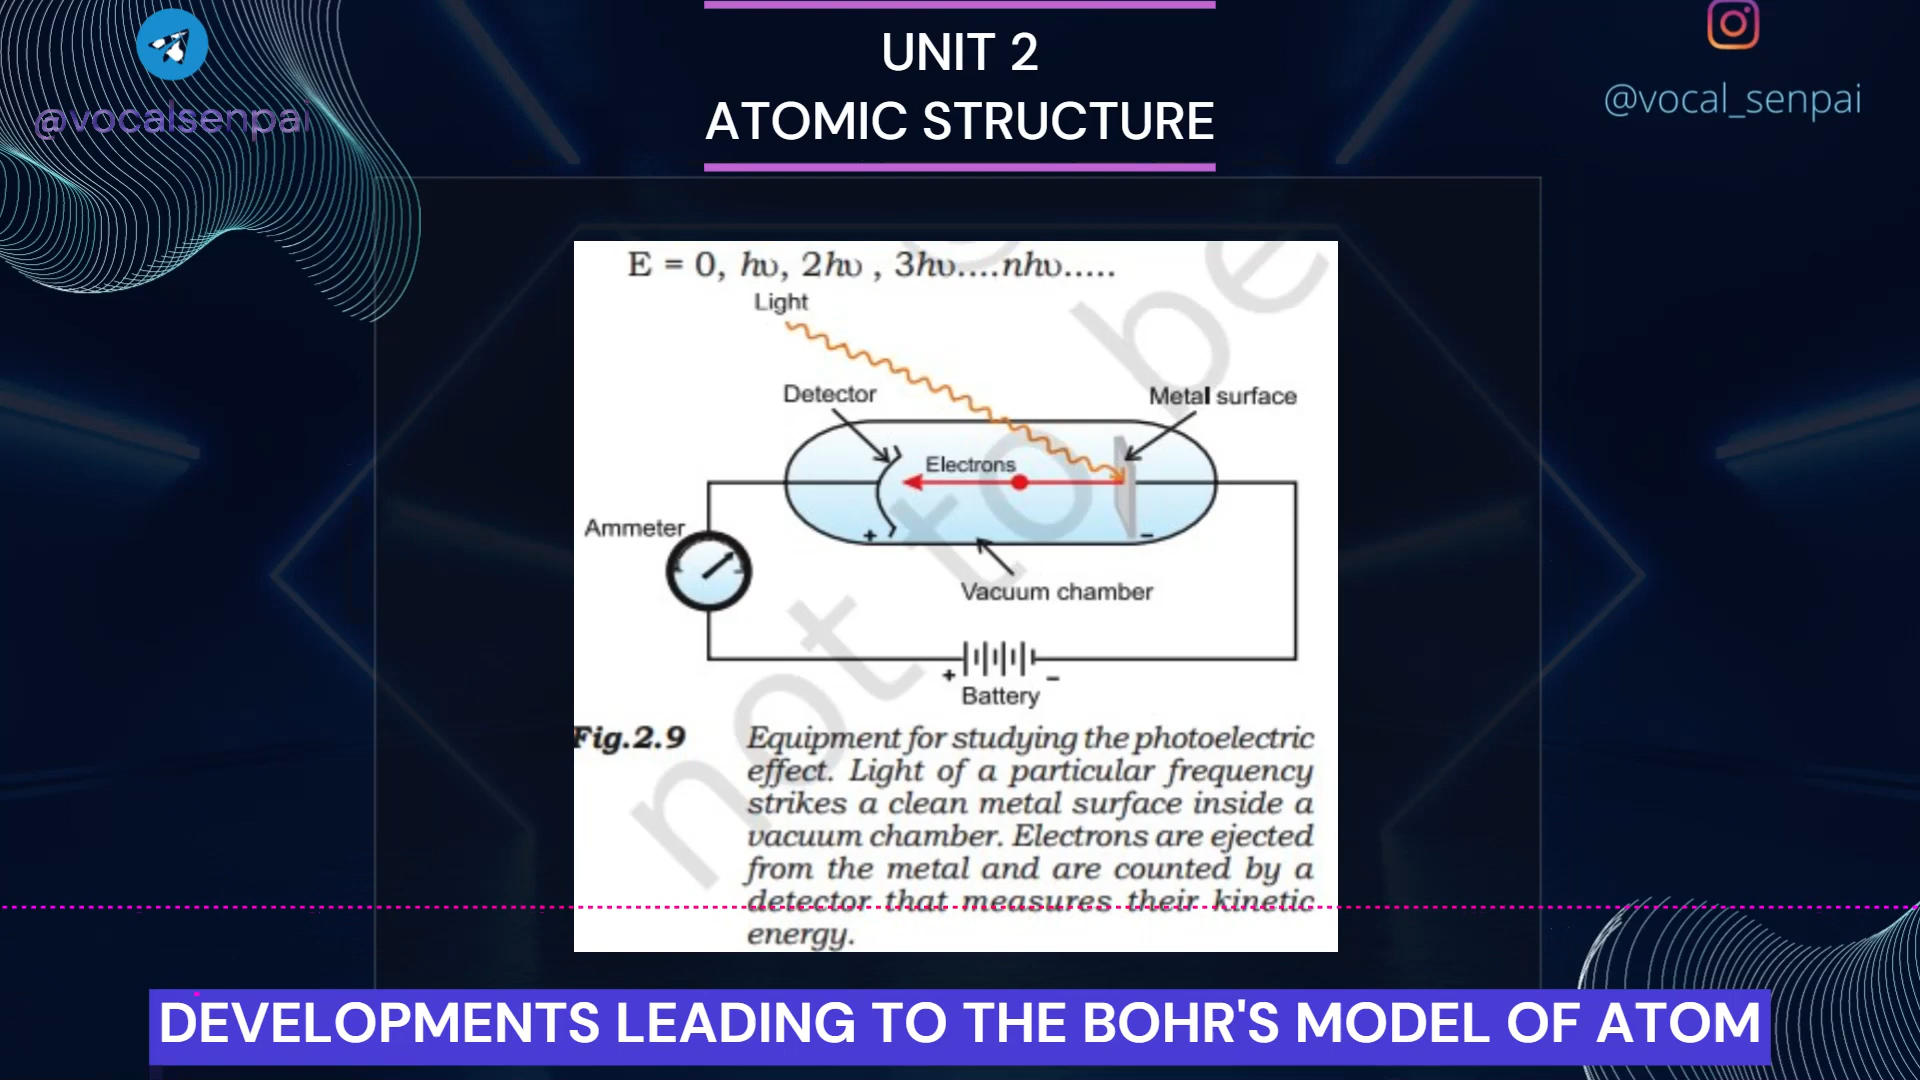 UNIT 2
ATOMIC STRUCTURE
@vocalsenpai
@vocal_senpai
E = 0, hυ, 2hυ , 3hυ....nhυ.....
Light
Detector
Metal surface
Electrons
+
−
Ammeter
Vacuum chamber
+
−
Battery
Fig.2.9
Equipment for studying the photoelectric
effect. Light of a particular frequency
strikes a clean metal surface inside a
vacuum chamber. Electrons are ejected
from the metal and are counted by a
detector that measures their kinetic
energy.
not to be
DEVELOPMENTS LEADING TO THE BOHR'S MODEL OF ATOM